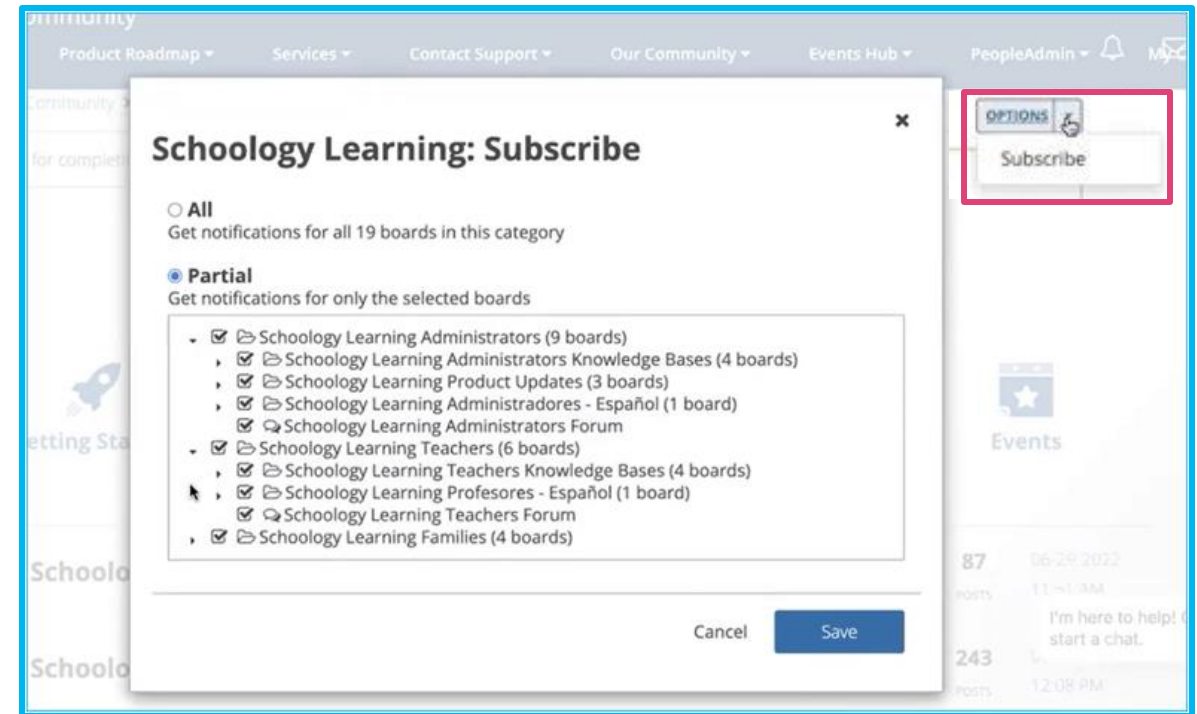 Product Roadmap Services Contact Support Our Community Events Hub PeopleAdmin
Community >
OPTIONS
Subscribe
Schoology Learning: Subscribe
All
Get notifications for all 19 boards in this category
Partial
Get notifications for only the selected boards
Schoology Learning Administrators (9 boards)
Schoology Learning Administrators Knowledge Bases (4 boards)
Schoology Learning Product Updates (3 boards)
Schoology Learning Administradores - Español (1 board)
Schoology Learning Administrators Forum
Schoology Learning Teachers (6 boards)
Schoology Learning Teachers Knowledge Bases (4 boards)
Schoology Learning Profesores - Español (1 board)
Schoology Learning Teachers Forum
Schoology Learning Families (4 boards)
Cancel
Save
for
Events
Schoolo
87
06-29-2022
POSTS
AM
I'm here to help!
start a chat.
Schoolo
243
POSTS
12:08 PM